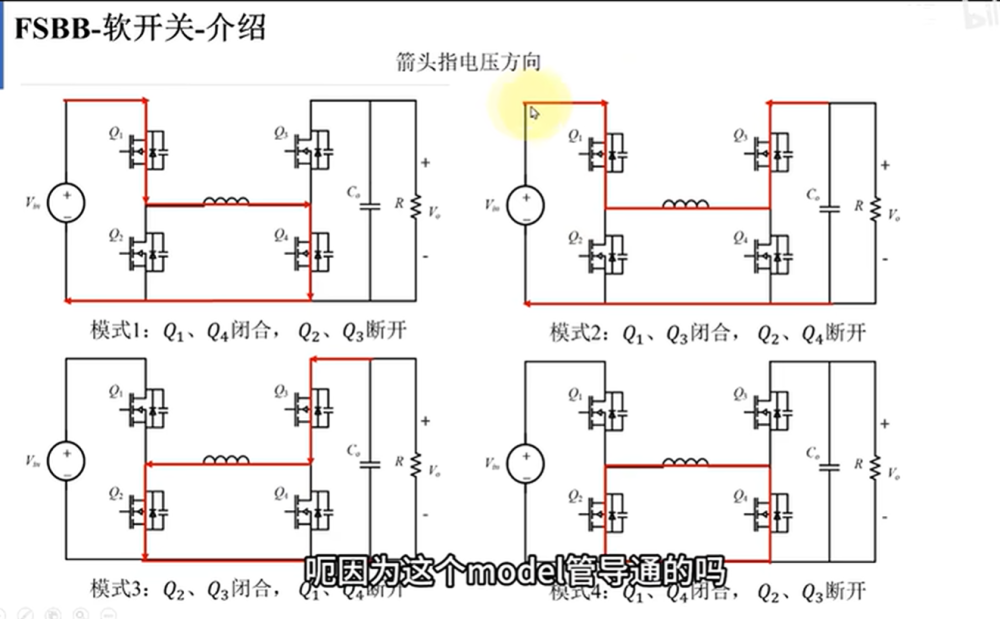 FSBB-软开关-介绍
箭头指电压方向
Q1
Q3
Vin
Co
R
+
Vo
Q2
Q4
-
模式1：Q1、Q4闭合， Q2、Q3断开
Q1
Q3
Vin
Co
R
+
Vo
Q2
Q4
-
模式2：Q1、Q3闭合， Q2、Q4断开
Q1
Q3
Vin
Co
R
+
Vo
Q2
Q4
-
模式3：Q2、Q3闭合， Q1、Q4断开
Q1
Q3
Vin
Co
R
+
Vo
Q2
Q4
-
模式4：Q1、Q4闭合， Q2、Q3断开
呃因为这个model管导通的吗